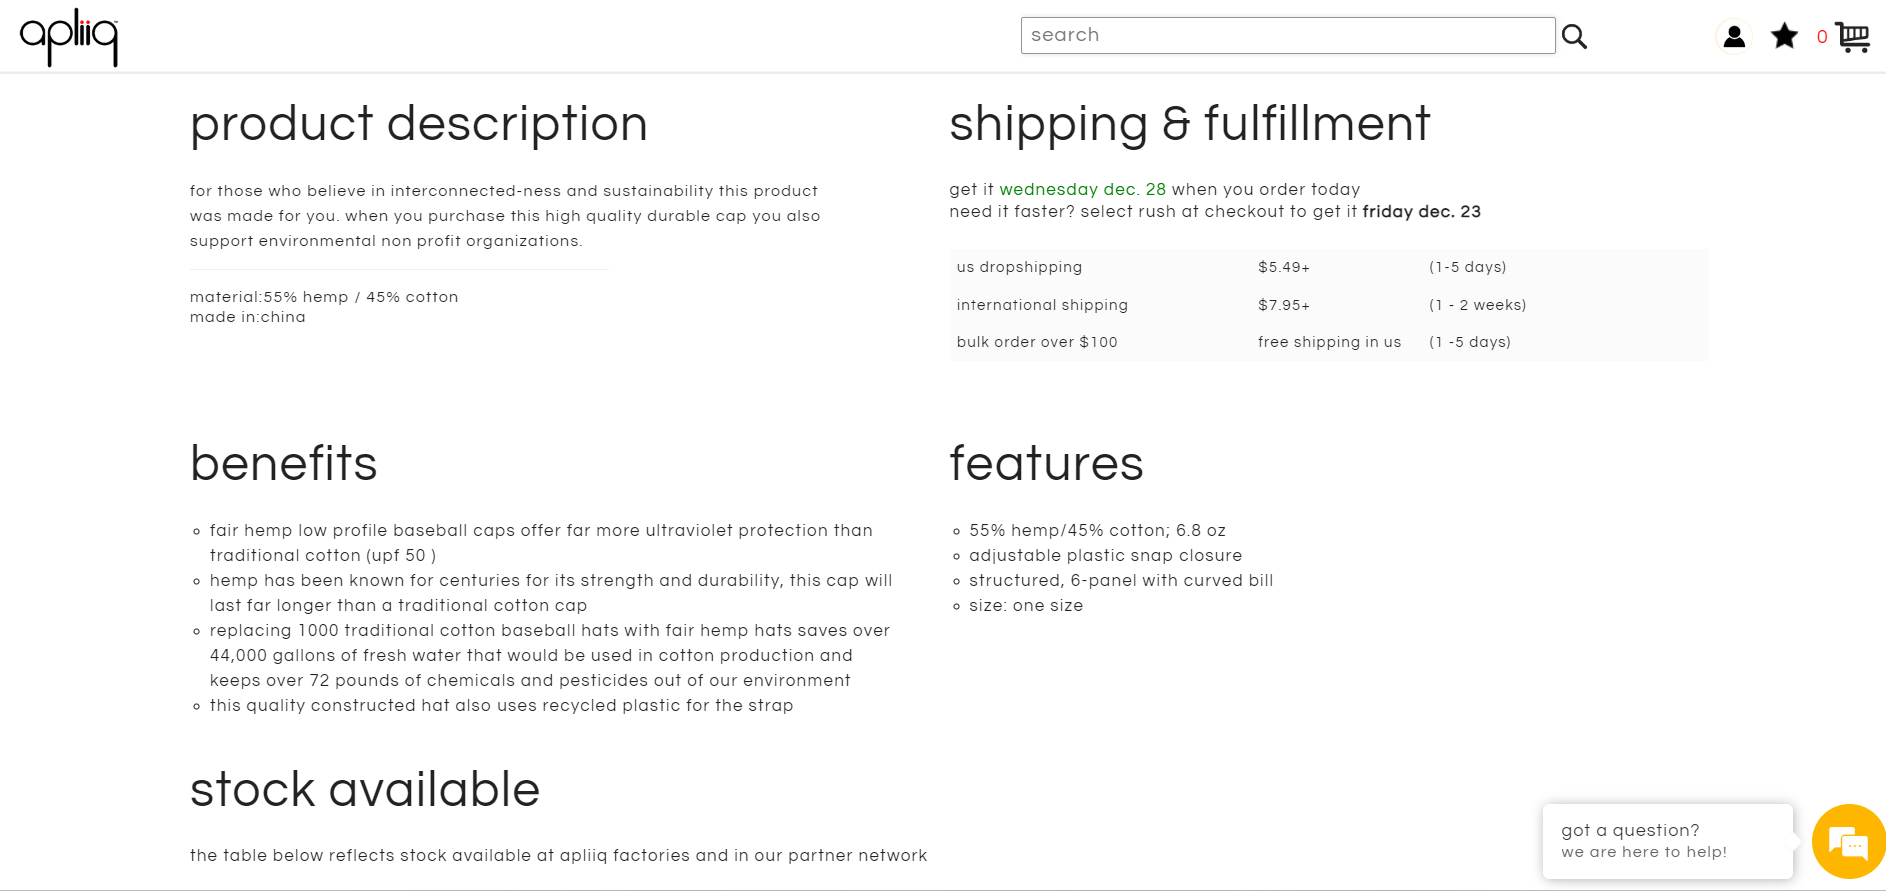 apliiq
search
0
product description
for those who believe in interconnected-ness and sustainability this product
was made for you. when you purchase this high quality durable cap you also
support environmental non profit organizations.
material:55% hemp / 45% cotton
made in:china
shipping & fulfillment
get it wednesday dec. 28 when you order today
need it faster? select rush at checkout to get it friday dec. 23
us dropshipping $5.49+ (1-5 days)
international shipping $7.95+ (1 - 2 weeks)
bulk order over $100 free shipping in us (1 -5 days)
benefits
fair hemp low profile baseball caps offer far more ultraviolet protection than
traditional cotton (upf 50 )
hemp has been known for centuries for its strength and durability, this cap will
last far longer than a traditional cotton cap
replacing 1000 traditional cotton baseball hats with fair hemp hats saves over
44,000 gallons of fresh water that would be used in cotton production and
keeps over 72 pounds of chemicals and pesticides out of our environment
this quality constructed hat also uses recycled plastic for the strap
features
55% hemp/45% cotton; 6.8 oz
adjustable plastic snap closure
structured, 6-panel with curved bill
size: one size
stock available
the table below reflects stock available at apliiq factories and in our partner network
got a question?
we are here to help!